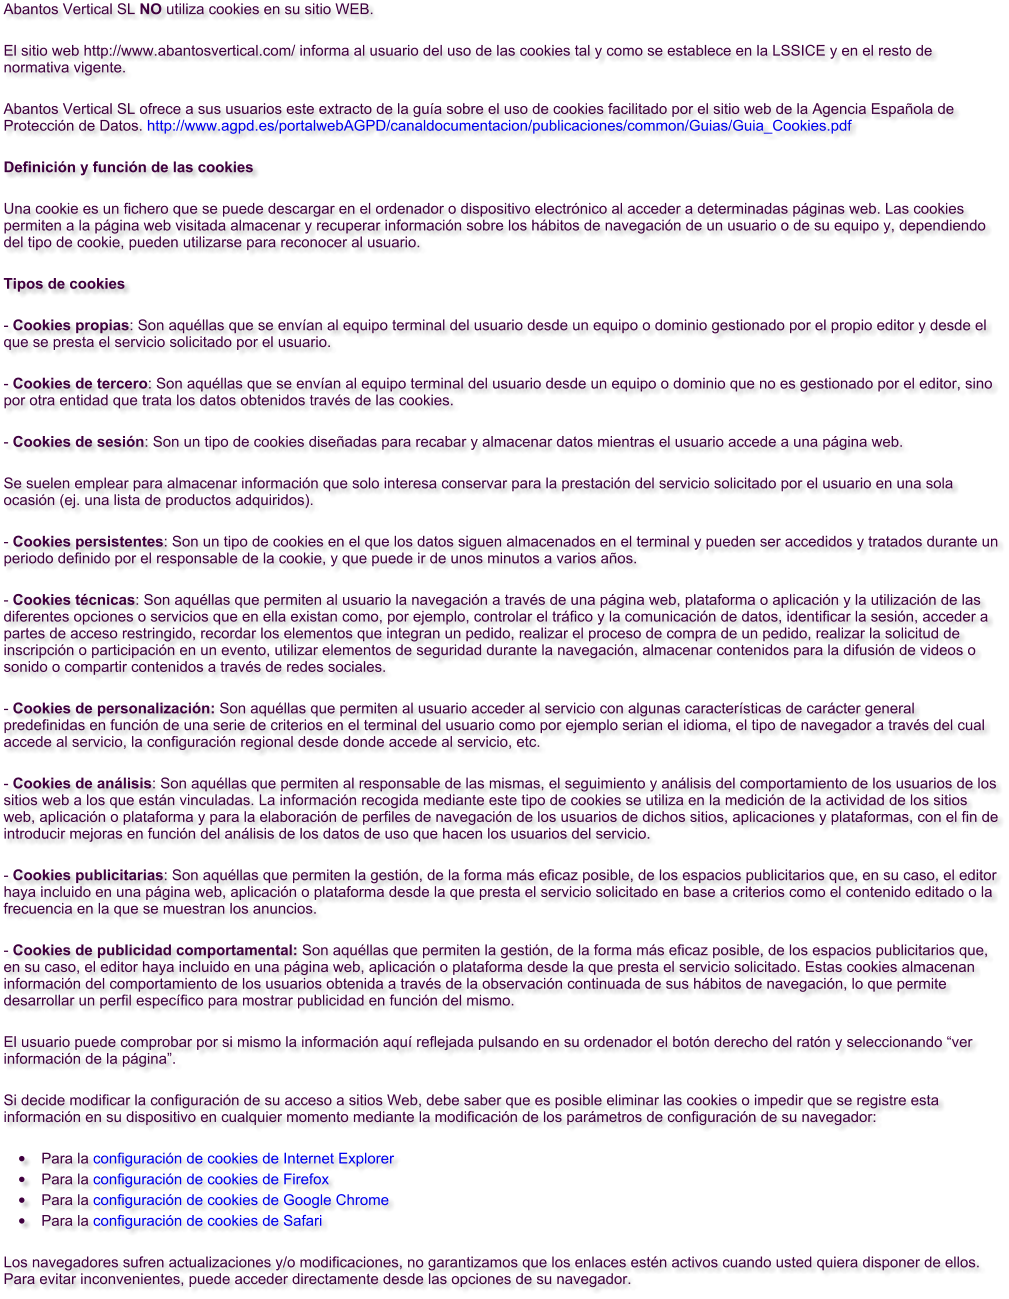 Abantos Vertical SL NO utiliza cookies en su sitio WEB.
El sitio web http://www.abantosvertical.com/ informa al usuario del uso de las cookies tal y como se establece en la LSSICE y en el resto de
normativa vigente.
Abantos Vertical SL ofrece a sus usuarios este extracto de la guía sobre el uso de cookies facilitado por el sitio web de la Agencia Española de
Protección de Datos. http://www.agpd.es/portalwebAGPD/canaldocumentacion/publicaciones/common/Guias/Guia_Cookies.pdf
Definición y función de las cookies
Una cookie es un fichero que se puede descargar en el ordenador o dispositivo electrónico al acceder a determinadas páginas web. Las cookies
permiten a la página web visitada almacenar y recuperar información sobre los hábitos de navegación de un usuario o de su equipo y, dependiendo
del tipo de cookie, pueden utilizarse para reconocer al usuario.
Tipos de cookies
- Cookies propias: Son aquéllas que se envían al equipo terminal del usuario desde un equipo o dominio gestionado por el propio editor y desde el
que se presta el servicio solicitado por el usuario.
- Cookies de tercero: Son aquéllas que se envían al equipo terminal del usuario desde un equipo o dominio que no es gestionado por el editor, sino
por otra entidad que trata los datos obtenidos través de las cookies.
- Cookies de sesión: Son un tipo de cookies diseñadas para recabar y almacenar datos mientras el usuario accede a una página web.
Se suelen emplear para almacenar información que solo interesa conservar para la prestación del servicio solicitado por el usuario en una sola
ocasión (ej. una lista de productos adquiridos).
- Cookies persistentes: Son un tipo de cookies en el que los datos siguen almacenados en el terminal y pueden ser accedidos y tratados durante un
periodo definido por el responsable de la cookie, y que puede ir de unos minutos a varios años.
- Cookies técnicas: Son aquéllas que permiten al usuario la navegación a través de una página web, plataforma o aplicación y la utilización de las
diferentes opciones o servicios que en ella existan como, por ejemplo, controlar el tráfico y la comunicación de datos, identificar la sesión, acceder a
partes de acceso restringido, recordar los elementos que integran un pedido, realizar el proceso de compra de un pedido, realizar la solicitud de
inscripción o participación en un evento, utilizar elementos de seguridad durante la navegación, almacenar contenidos para la difusión de videos o
sonido o compartir contenidos a través de redes sociales.
- Cookies de personalización: Son aquéllas que permiten al usuario acceder al servicio con algunas características de carácter general
predefinidas en función de una serie de criterios en el terminal del usuario como por ejemplo serian el idioma, el tipo de navegador a través del cual
accede al servicio, la configuración regional desde donde accede al servicio, etc.
- Cookies de análisis: Son aquéllas que permiten al responsable de las mismas, el seguimiento y análisis del comportamiento de los usuarios de los
sitios web a los que están vinculadas. La información recogida mediante este tipo de cookies se utiliza en la medición de la actividad de los sitios
web, aplicación o plataforma y para la elaboración de perfiles de navegación de los usuarios de dichos sitios, aplicaciones y plataformas, con el fin de
introducir mejoras en función del análisis de los datos de uso que hacen los usuarios del servicio.
- Cookies publicitarias: Son aquéllas que permiten la gestión, de la forma más eficaz posible, de los espacios publicitarios que, en su caso, el editor
haya incluido en una página web, aplicación o plataforma desde la que presta el servicio solicitado en base a criterios como el contenido editado o la
frecuencia en la que se muestran los anuncios.
- Cookies de publicidad comportamental: Son aquéllas que permiten la gestión, de la forma más eficaz posible, de los espacios publicitarios que,
en su caso, el editor haya incluido en una página web, aplicación o plataforma desde la que presta el servicio solicitado. Estas cookies almacenan
información del comportamiento de los usuarios obtenida a través de la observación continuada de sus hábitos de navegación, lo que permite
desarrollar un perfil específico para mostrar publicidad en función del mismo.
El usuario puede comprobar por si mismo la información aquí reflejada pulsando en su ordenador el botón derecho del ratón y seleccionando “ver
información de la página”.
Si decide modificar la configuración de su acceso a sitios Web, debe saber que es posible eliminar las cookies o impedir que se registre esta
información en su dispositivo en cualquier momento mediante la modificación de los parámetros de configuración de su navegador:
• Para la configuración de cookies de Internet Explorer
• Para la configuración de cookies de Firefox
• Para la configuración de cookies de Google Chrome
• Para la configuración de cookies de Safari
Los navegadores sufren actualizaciones y/o modificaciones, no garantizamos que los enlaces estén activos cuando usted quiera disponer de ellos.
Para evitar inconvenientes, puede acceder directamente desde las opciones de su navegador.